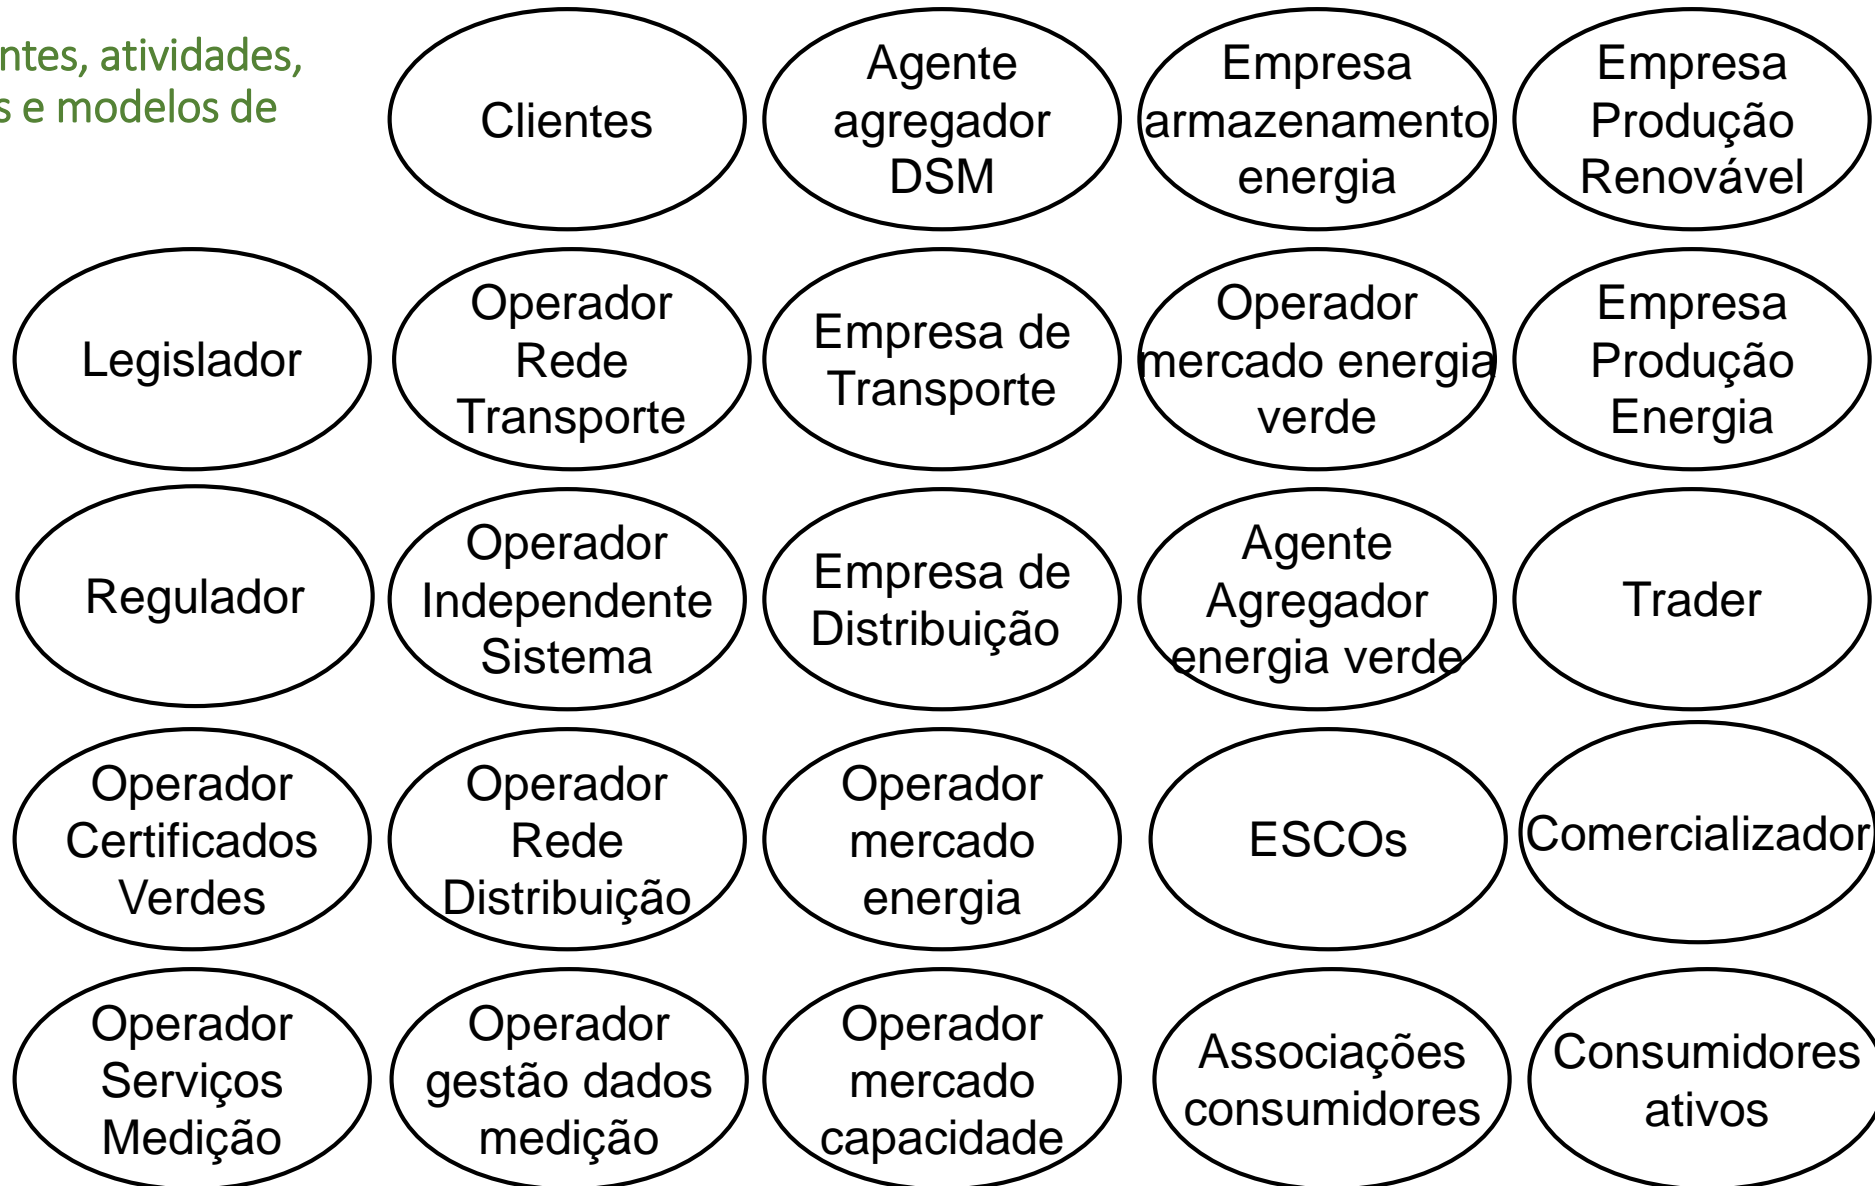 ntes, atividades,
s e modelos de
Clientes
Agente
agregador
DSM
Empresa
armazenamento
energia
Empresa
Produção
Renovável
Legislador
Operador
Rede
Transporte
Empresa de
Transporte
Operador
mercado energia
verde
Empresa
Produção
Energia
Regulador
Operador
Independente
Sistema
Empresa de
Distribuição
Agente
Agregador
energia verde
Trader
Operador
Certificados
Verdes
Operador
Rede
Distribuição
Operador
mercado
energia
ESCOs
Comercializador
Operador
Serviços
Medição
Operador
gestão dados
medição
Operador
mercado
capacidade
Associações
consumidores
Consumidores
ativos